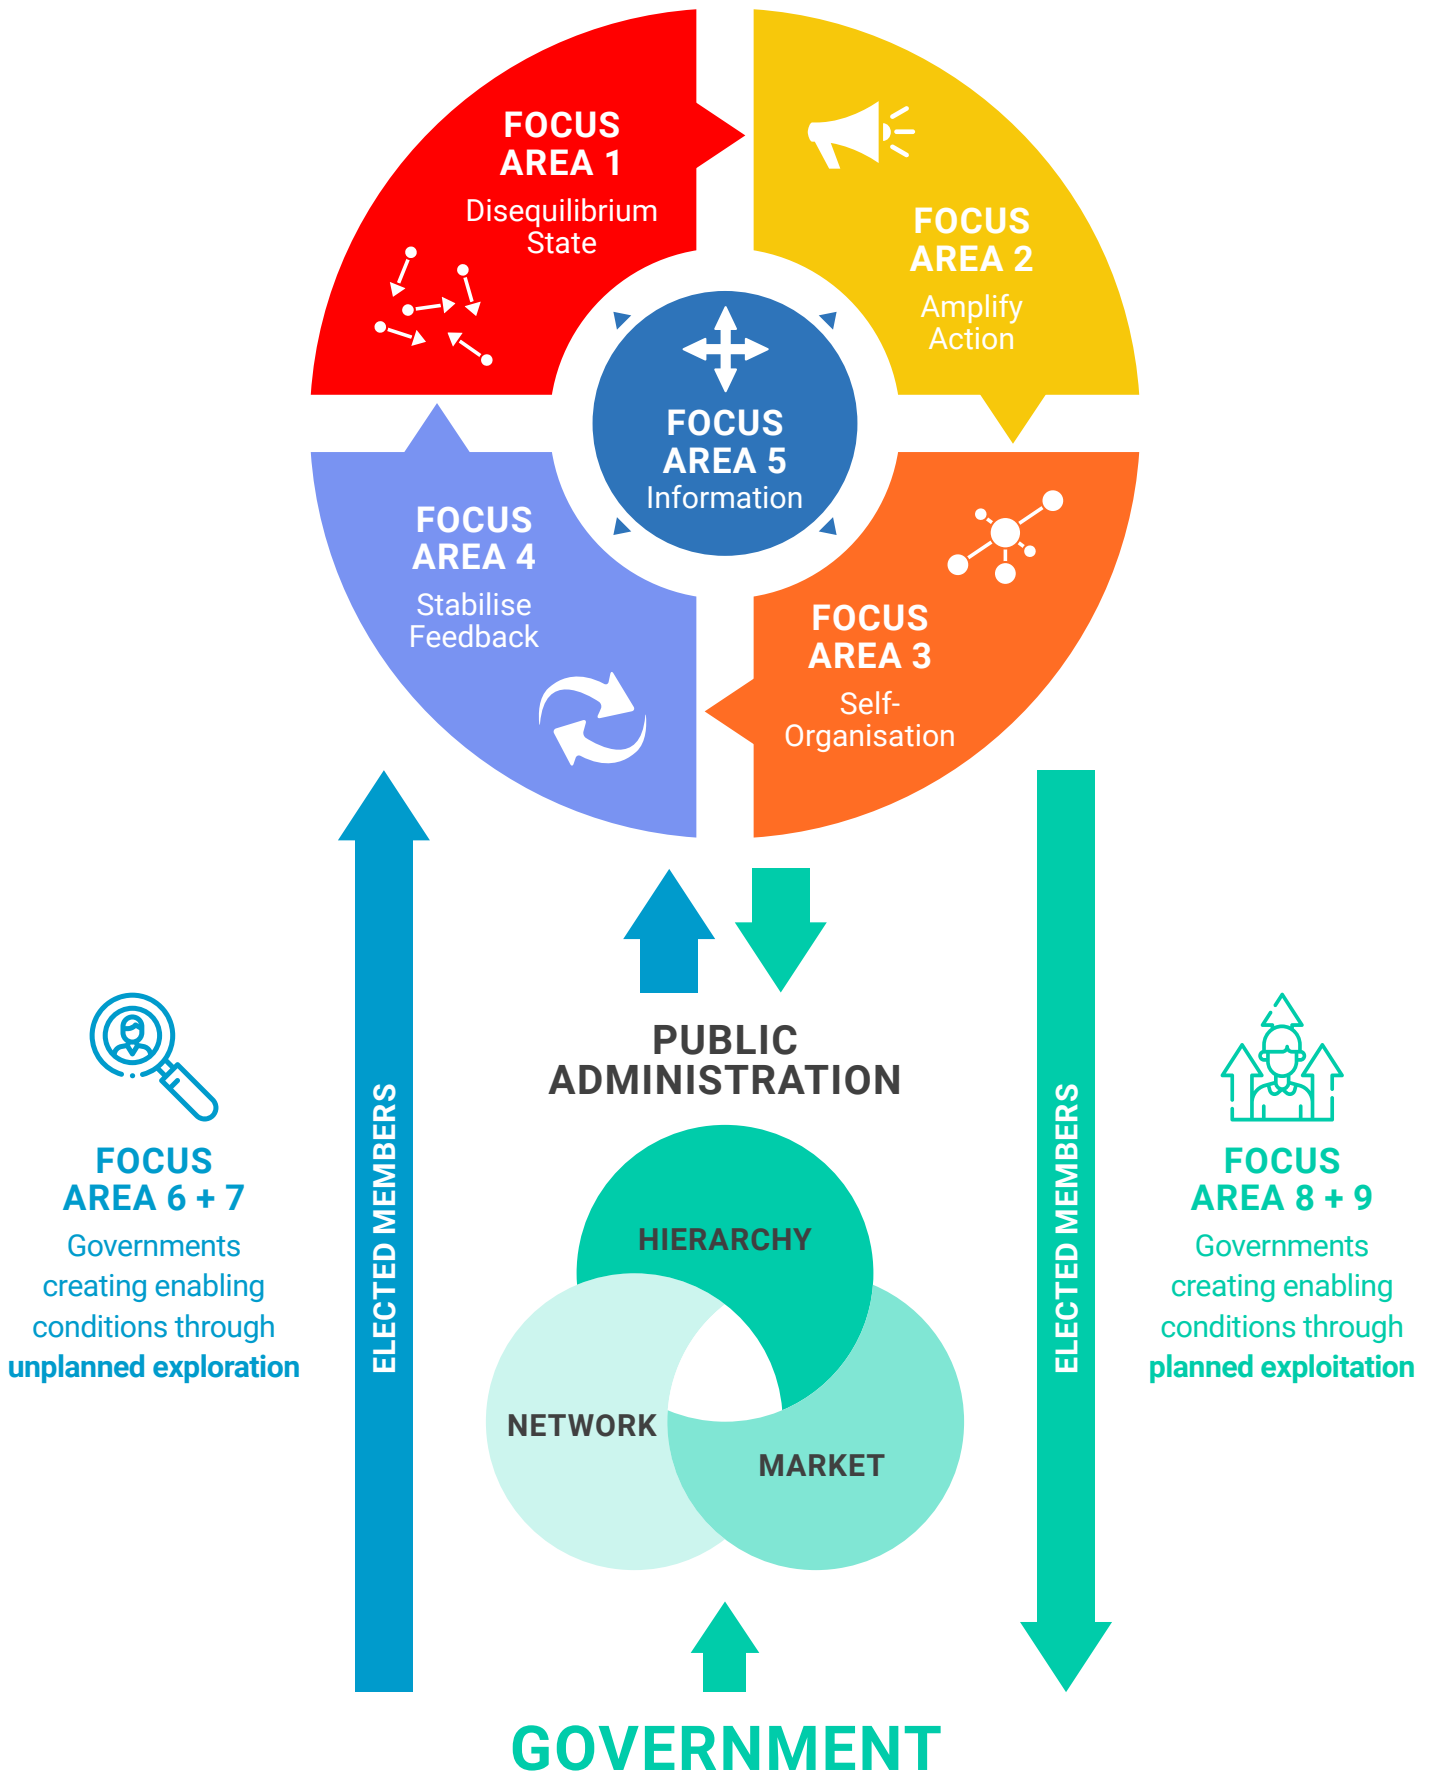 FOCUS
AREA 1
Disequilibrium
State
FOCUS
AREA 2
Amplify
Action
FOCUS
AREA 5
Information
FOCUS
AREA 4
Stabilise
Feedback
FOCUS
AREA 3
Self-
Organisation
PUBLIC
ADMINISTRATION
FOCUS
AREA 6 + 7
Governments
creating enabling
conditions through
unplanned exploration
ELECTED MEMBERS
HIERARCHY
NETWORK
MARKET
ELECTED MEMBERS
FOCUS
AREA 8 + 9
Governments
creating enabling
conditions through
planned exploitation
GOVERNMENT